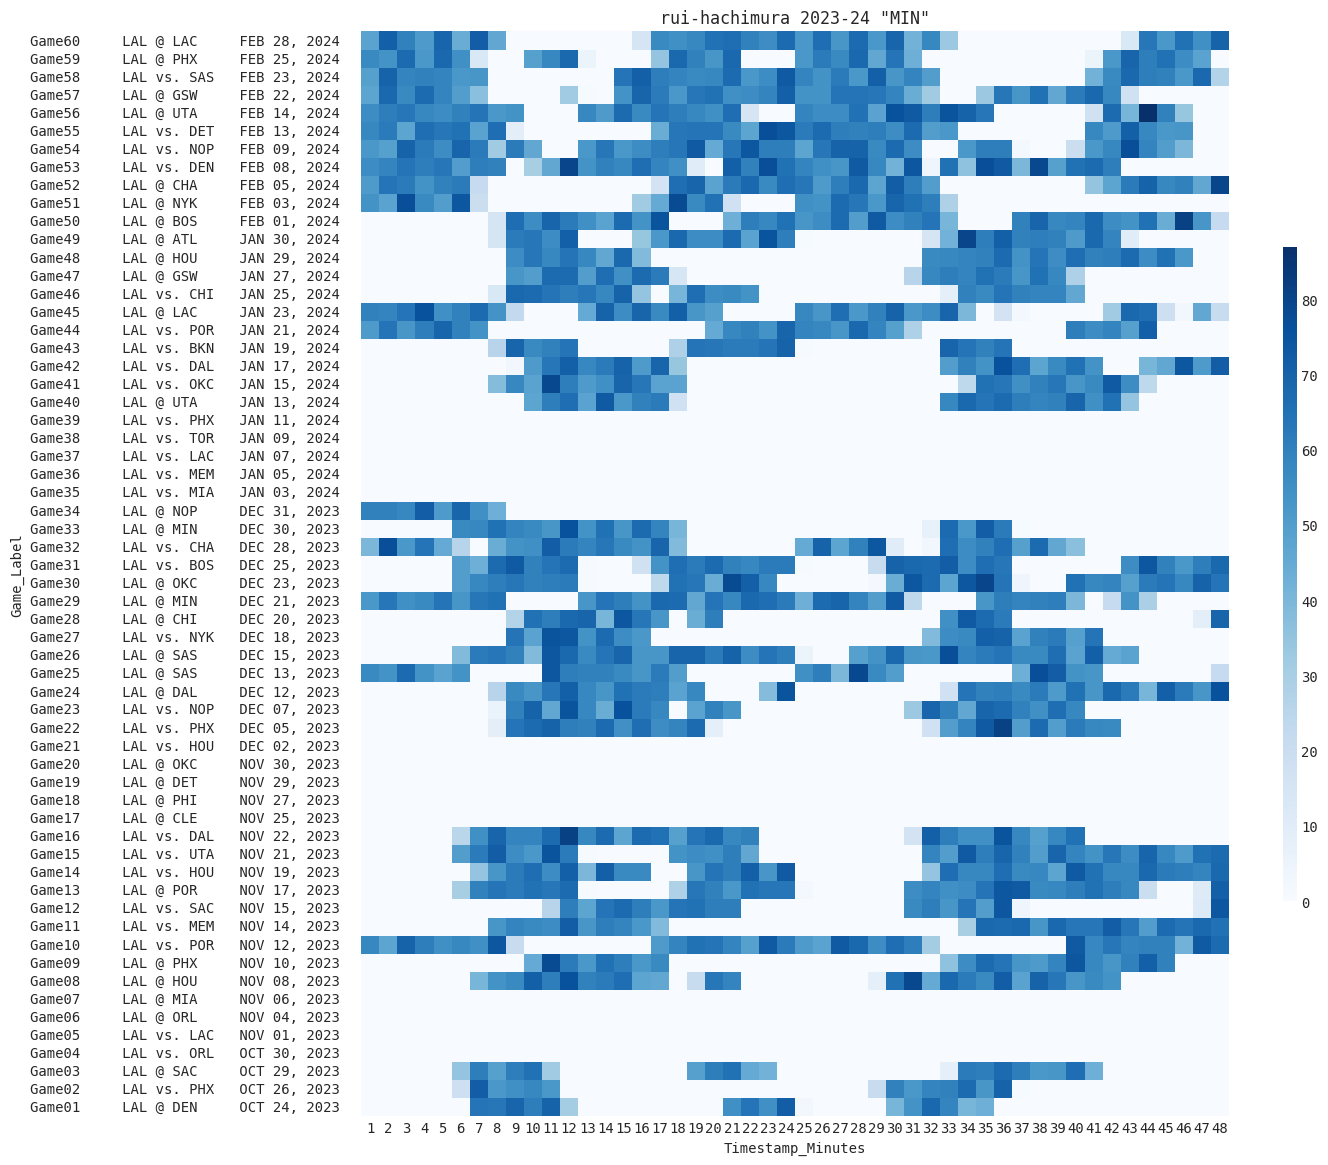 rui-hachimura 2023-24 "MIN"
Game60 LAL @ LAC FEB 28, 2024
Game59 LAL @ PHX FEB 25, 2024
Game58 LAL vs. SAS FEB 23, 2024
Game57 LAL @ GSW FEB 22, 2024
Game56 LAL @ UTA FEB 14, 2024
Game55 LAL vs. DET FEB 13, 2024
Game54 LAL vs. NOP FEB 09, 2024
Game53 LAL vs. DEN FEB 08, 2024
Game52 LAL @ CHA FEB 05, 2024
Game51 LAL @ NYK FEB 03, 2024
Game50 LAL @ BOS FEB 01, 2024
Game49 LAL @ ATL JAN 30, 2024
Game48 LAL @ HOU JAN 29, 2024
Game47 LAL @ GSW JAN 27, 2024
Game46 LAL vs. CHI JAN 25, 2024
Game45 LAL @ LAC JAN 23, 2024
Game44 LAL vs. POR JAN 21, 2024
Game43 LAL vs. BKN JAN 19, 2024
Game42 LAL vs. DAL JAN 17, 2024
Game41 LAL vs. OKC JAN 15, 2024
Game40 LAL @ UTA JAN 13, 2024
Game39 LAL vs. PHX JAN 11, 2024
Game38 LAL vs. TOR JAN 09, 2024
Game37 LAL vs. LAC JAN 07, 2024
Game36 LAL vs. MEM JAN 05, 2024
Game35 LAL vs. MIA JAN 03, 2024
Game34 LAL @ NOP DEC 31, 2023
Game33 LAL @ MIN DEC 30, 2023
Game32 LAL vs. CHA DEC 28, 2023
Game31 LAL vs. BOS DEC 25, 2023
Game30 LAL @ OKC DEC 23, 2023
Game29 LAL @ MIN DEC 21, 2023
Game28 LAL @ CHI DEC 20, 2023
Game27 LAL vs. NYK DEC 18, 2023
Game26 LAL @ SAS DEC 15, 2023
Game25 LAL @ SAS DEC 13, 2023
Game24 LAL @ DAL DEC 12, 2023
Game23 LAL vs. NOP DEC 07, 2023
Game22 LAL vs. PHX DEC 05, 2023
Game21 LAL vs. HOU DEC 02, 2023
Game20 LAL @ OKC NOV 30, 2023
Game19 LAL @ DET NOV 29, 2023
Game18 LAL @ PHI NOV 27, 2023
Game17 LAL @ CLE NOV 25, 2023
Game16 LAL vs. DAL NOV 22, 2023
Game15 LAL vs. UTA NOV 21, 2023
Game14 LAL vs. HOU NOV 19, 2023
Game13 LAL @ POR NOV 17, 2023
Game12 LAL vs. SAC NOV 15, 2023
Game11 LAL vs. MEM NOV 14, 2023
Game10 LAL vs. POR NOV 12, 2023
Game09 LAL @ PHX NOV 10, 2023
Game08 LAL @ HOU NOV 08, 2023
Game07 LAL @ MIA NOV 06, 2023
Game06 LAL @ ORL NOV 04, 2023
Game05 LAL vs. LAC NOV 01, 2023
Game04 LAL vs. ORL OCT 30, 2023
Game03 LAL @ SAC OCT 29, 2023
Game02 LAL vs. PHX OCT 26, 2023
Game01 LAL @ DEN OCT 24, 2023
Game_Label
1 2 3 4 5 6 7 8 9 10 11 12 13 14 15 16 17 18 19 20 21 22 23 24 25 26 27 28 29 30 31 32 33 34 35 36 37 38 39 40 41 42 43 44 45 46 47 48
Timestamp_Minutes
80
70
60
50
40
30
20
10
0